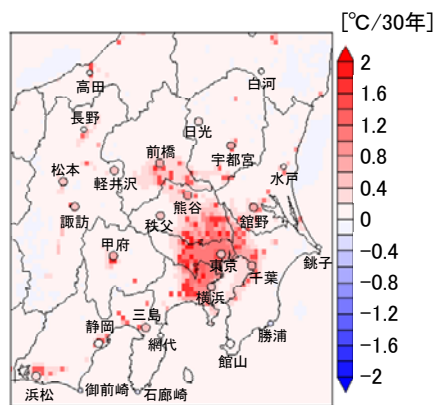 [℃/30年]
高田
白河
長野
日光
前橋
宇都宮
水戸
松本
軽井沢
熊谷
館野
諏訪
秩父
甲府
東京
銚子
千葉
横浜
静岡
三島
網代
勝浦
館山
浜松
御前崎
石廊崎
2
1.6
1.2
0.8
0.4
0
−0.4
−0.8
−1.2
−1.6
−2